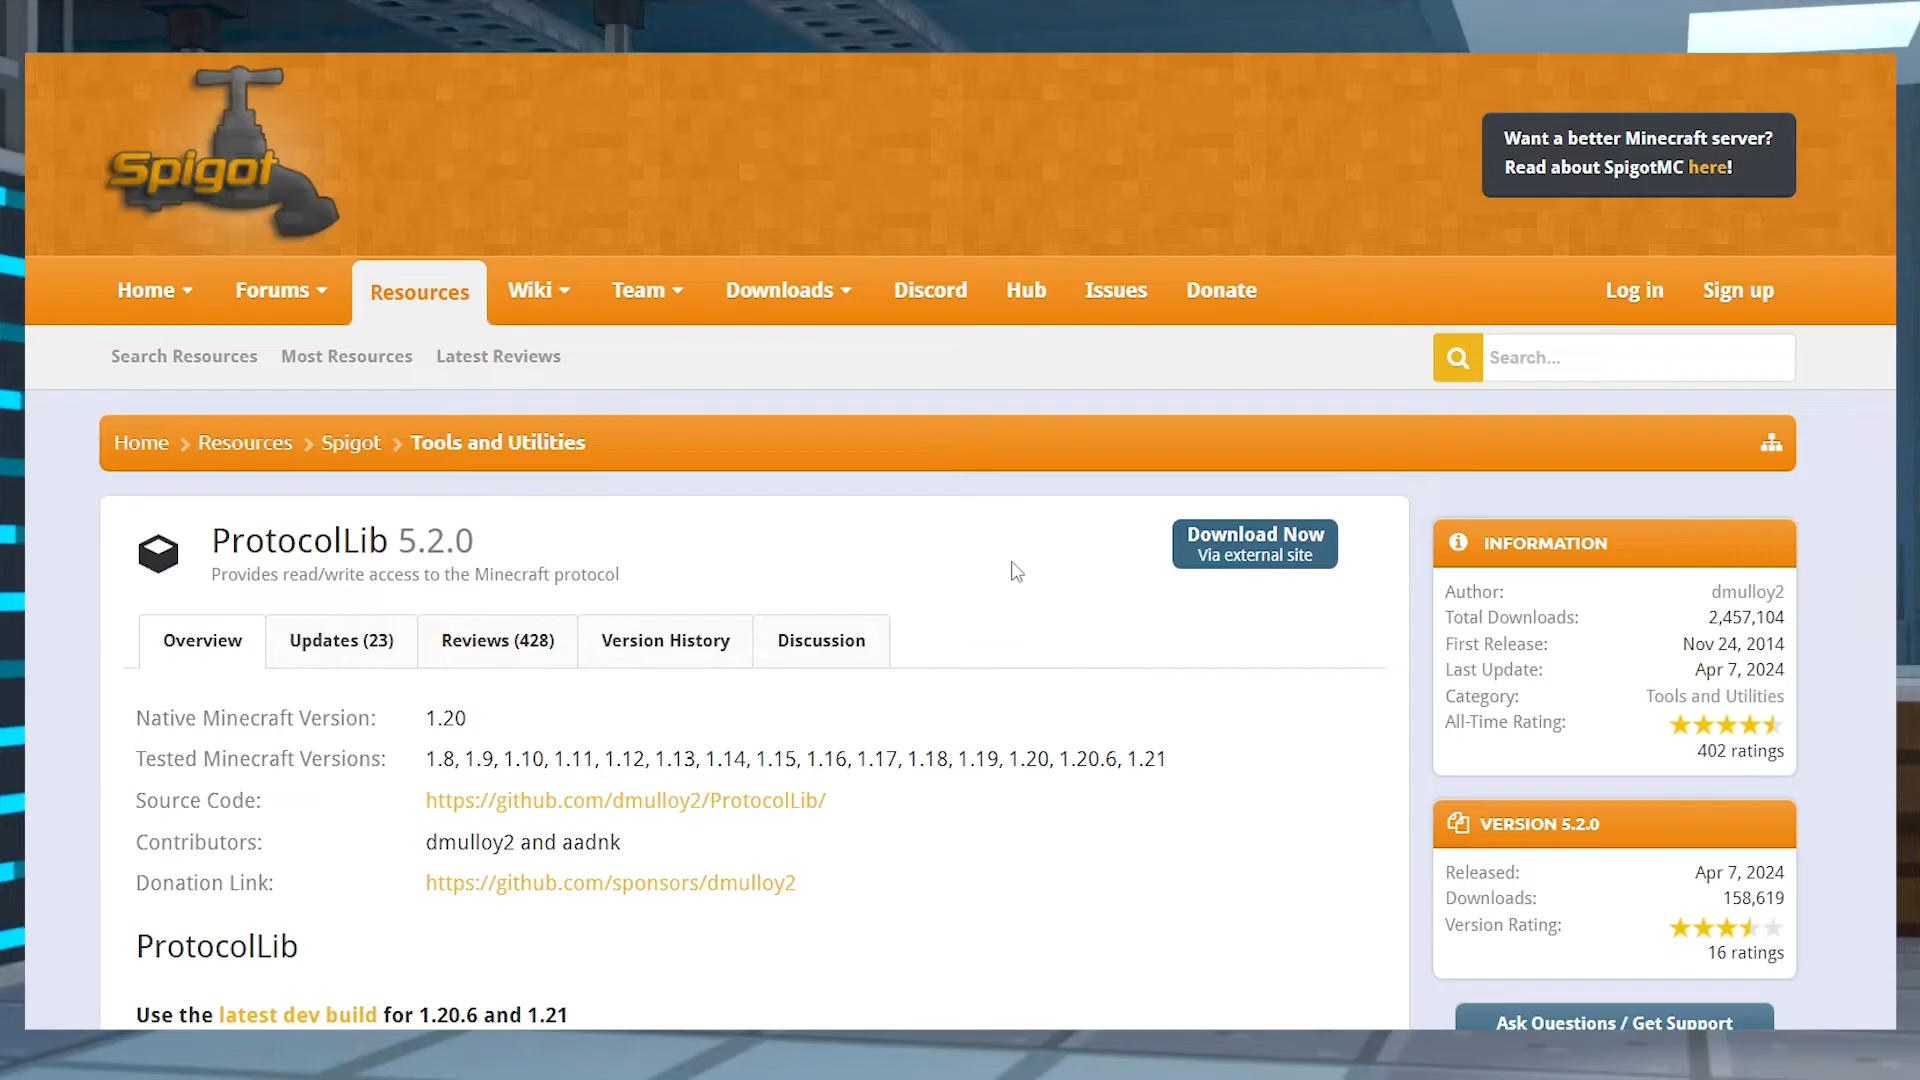 Spigot
Want a better Minecraft server?
Read about SpigotMC here!
Home
Forums
Resources
Wiki
Team
Downloads
Discord
Hub
Issues
Donate
Log in
Sign up
Search Resources
Most Resources
Latest Reviews
Search...
Home > Resources > Spigot > Tools and Utilities
ProtocolLib 5.2.0
Provides read/write access to the Minecraft protocol
Download Now
Via external site
Overview
Updates (23)
Reviews (428)
Version History
Discussion
Native Minecraft Version: 1.20
Tested Minecraft Versions: 1.8, 1.9, 1.10, 1.11, 1.12, 1.13, 1.14, 1.15, 1.16, 1.17, 1.18, 1.19, 1.20, 1.20.6, 1.21
Source Code: https://github.com/dmulloy2/ProtocolLib/
Contributors: dmulloy2 and aadnk
Donation Link: https://github.com/sponsors/dmulloy2
ProtocolLib
Use the latest dev build for 1.20.6 and 1.21
INFORMATION
Author: dmulloy2
Total Downloads: 2,457,104
First Release: Nov 24, 2014
Last Update: Apr 7, 2024
Category: Tools and Utilities
All-Time Rating:
402 ratings
VERSION 5.2.0
Released: Apr 7, 2024
Downloads: 158,619
Version Rating:
16 ratings
Ask Questions / Get Support